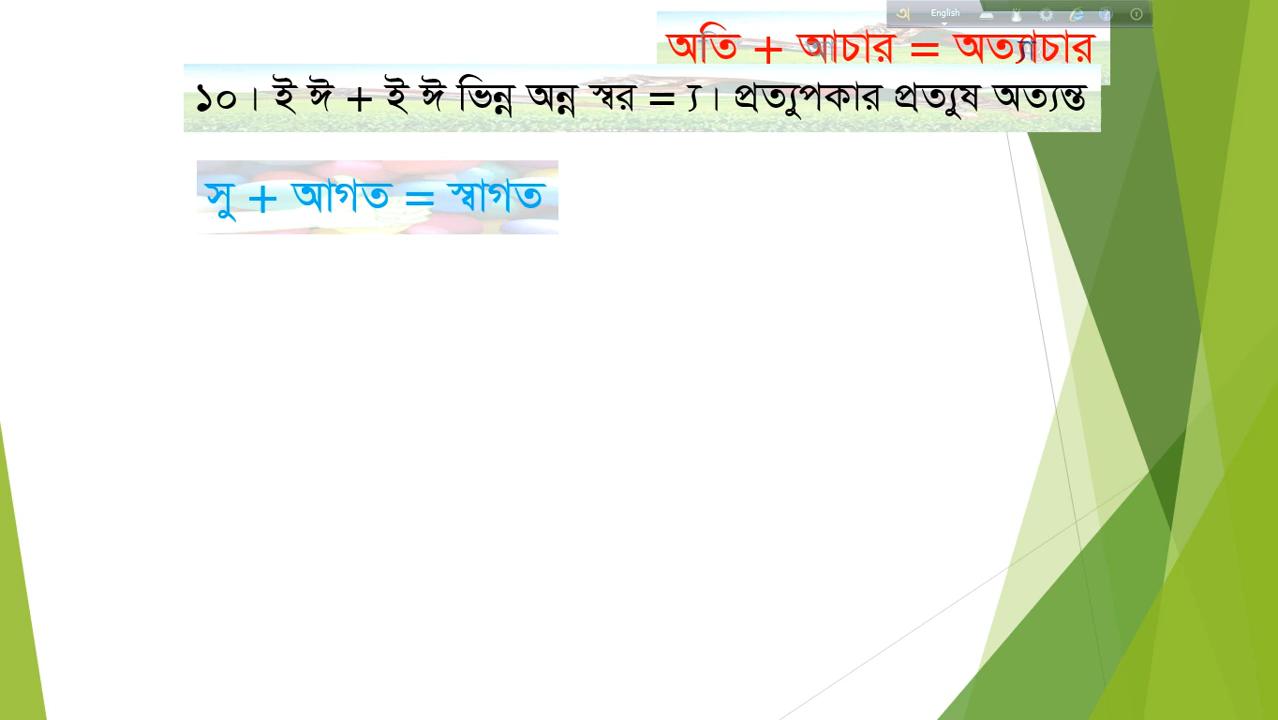 English
অতি + আচার = অত্যাচার
১০। ই ঈ + ই ঈ ভিন্ন অন্ন স্বর = ্য। প্রত্যুপকার প্রত্যুষ অত্যন্ত
সু + আগত = স্বাগত